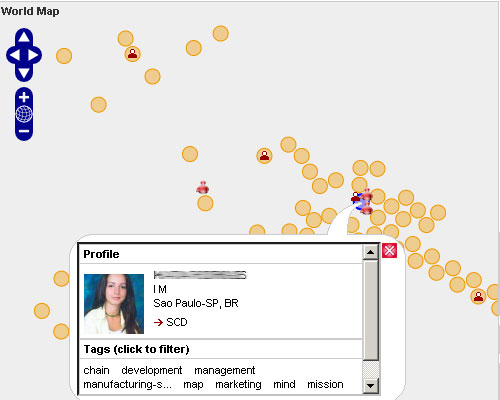 World Map
Profile
I M
Sao Paulo-SP, BR
SCD
Tags (click to filter)
chain development management
manufacturing-s... map marketing mind mission